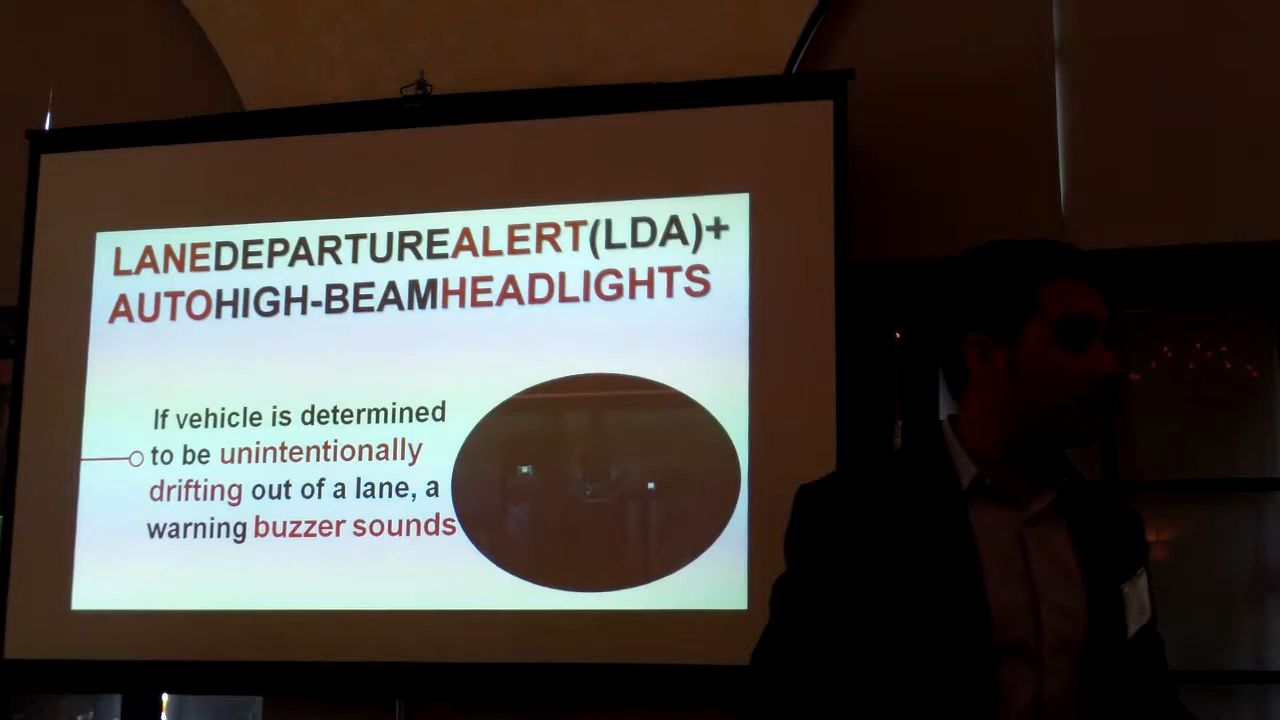 LANEDEPARTUREALERT(LDA)+
AUTOHIGH-BEAMHEADLIGHTS
If vehicle is determined
to be unintentionally
drifting out of a lane, a
warning buzzer sounds